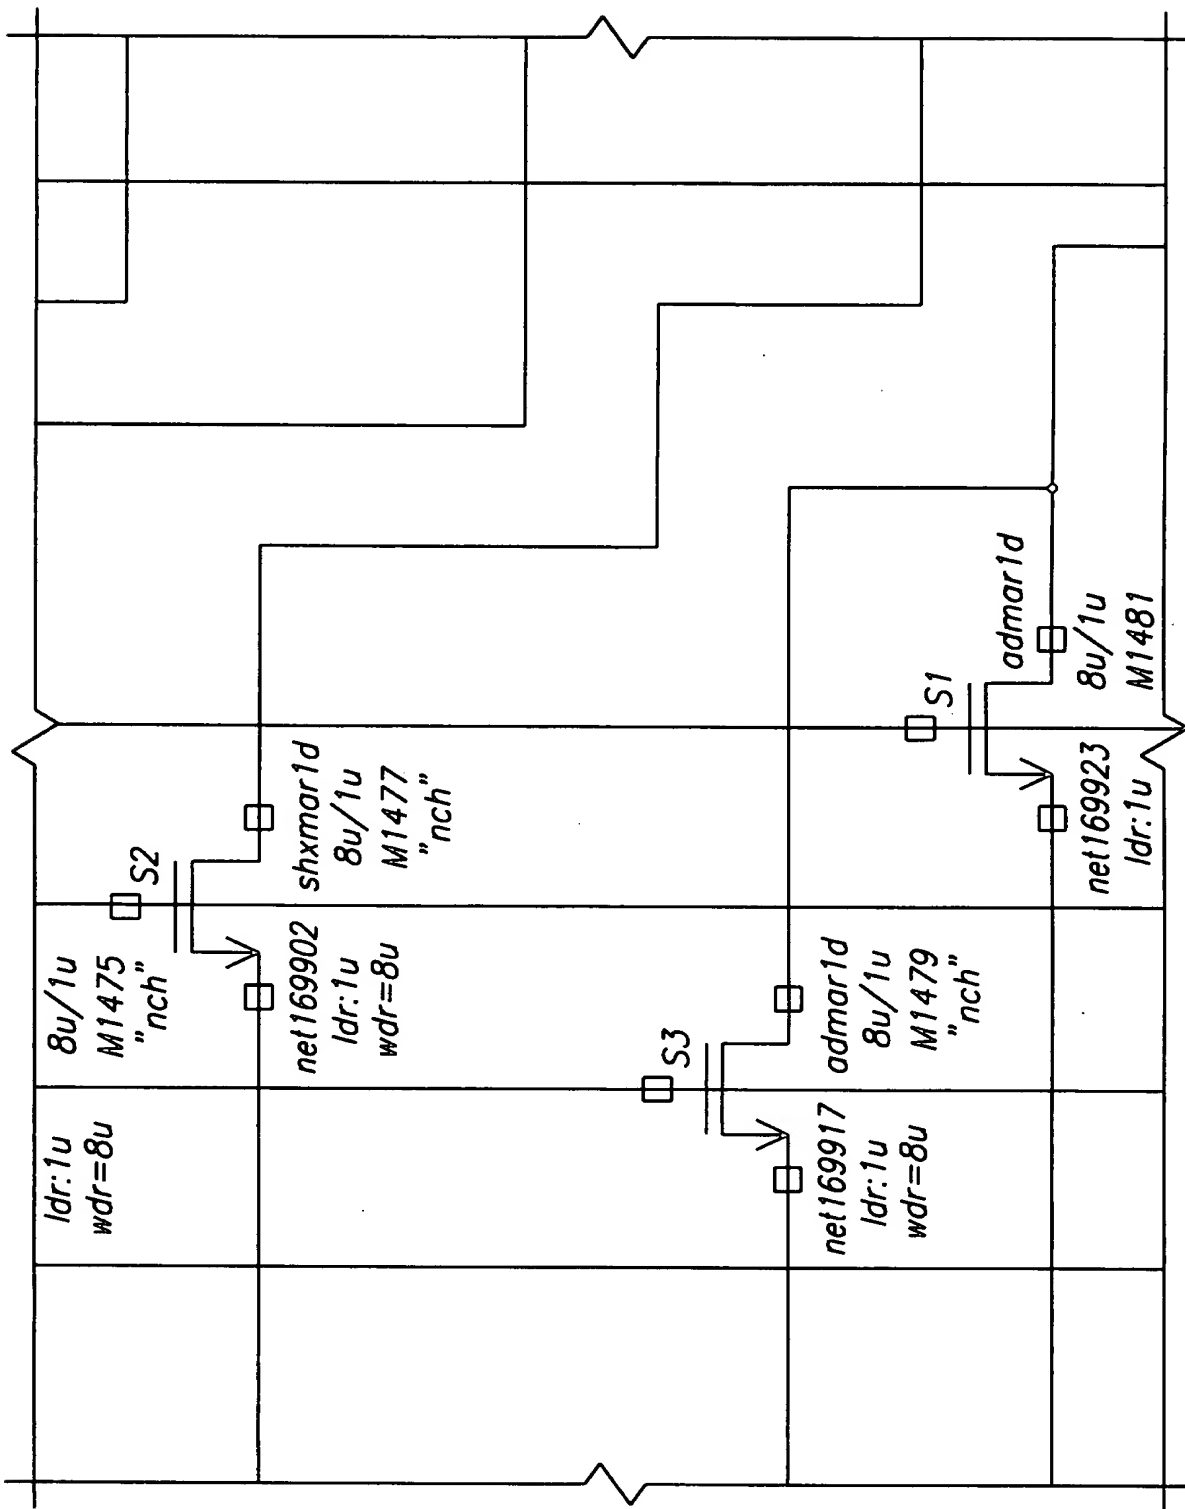 8u/1u
M1475
"nch"
ldr:1u
wdr=8u
S2
shxmar1d
8u/1u
M1477
"nch"
net169902
ldr:1u
wdr=8u
S3
admar1d
8u/1u
M1479
"nch"
net169917
ldr:1u
wdr=8u
S1
admar1d
8u/1u
M1481
net169923
ldr:1u